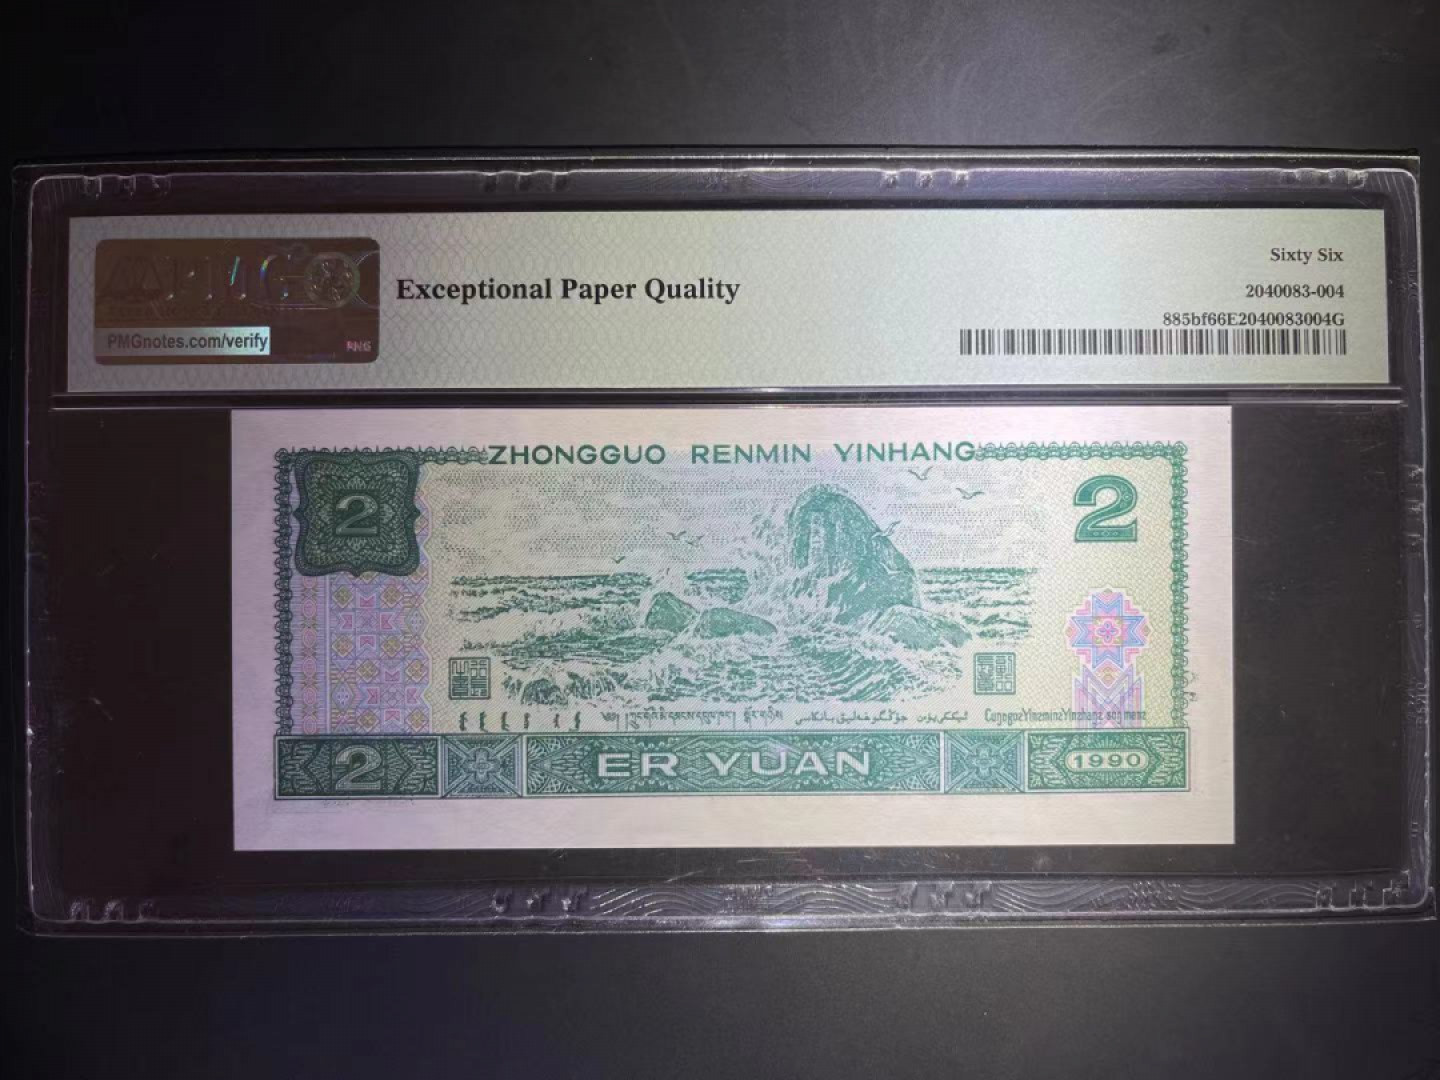 Sixty Six
Exceptional Paper Quality
2040083-004
885bf66E2040083004G
PMG
PMGnotes.com/verify
ZHONGGUO RENMIN YINHANG
2
2
2
ER YUAN
1990